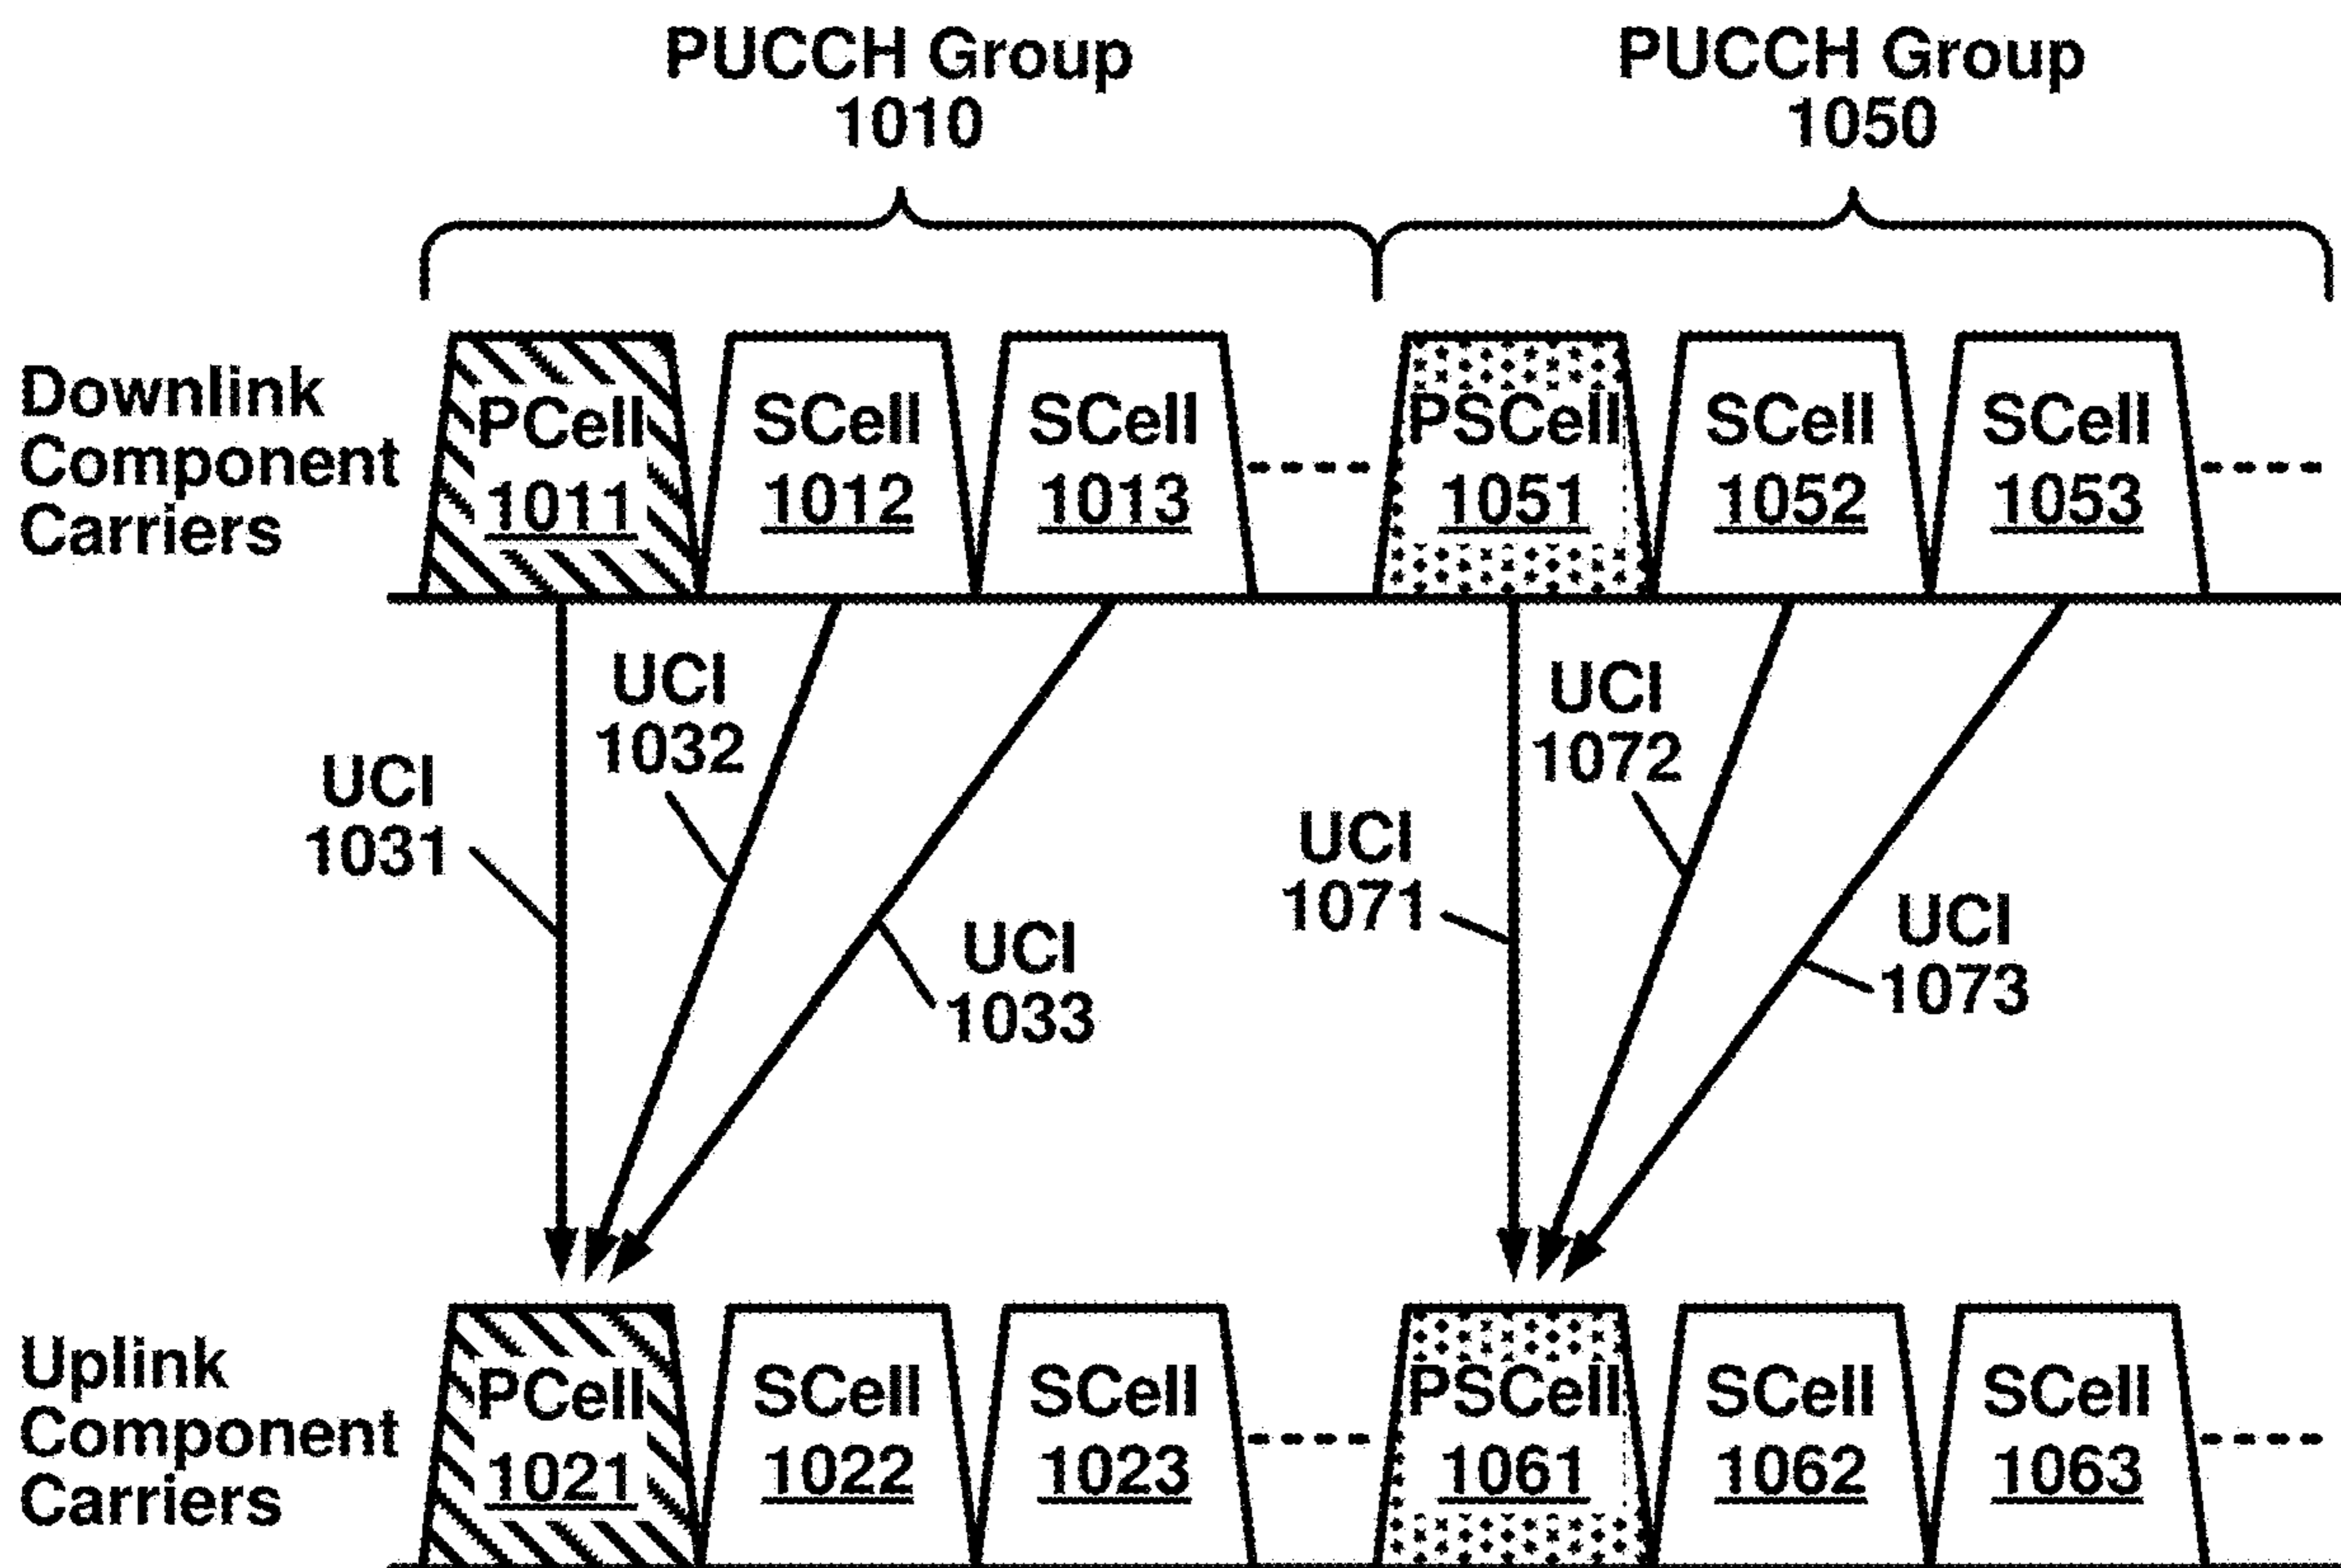 PUCCH Group
1010
PUCCH Group
1050
Downlink
Component
Carriers
PCell
1011
SCell
1012
SCell
1013
PSCell
1051
SCell
1052
SCell
1053
UCI
1031
UCI
1032
UCI
1033
UCI
1071
UCI
1072
UCI
1073
Uplink
Component
Carriers
PCell
1021
SCell
1022
SCell
1023
PSCell
1061
SCell
1062
SCell
1063